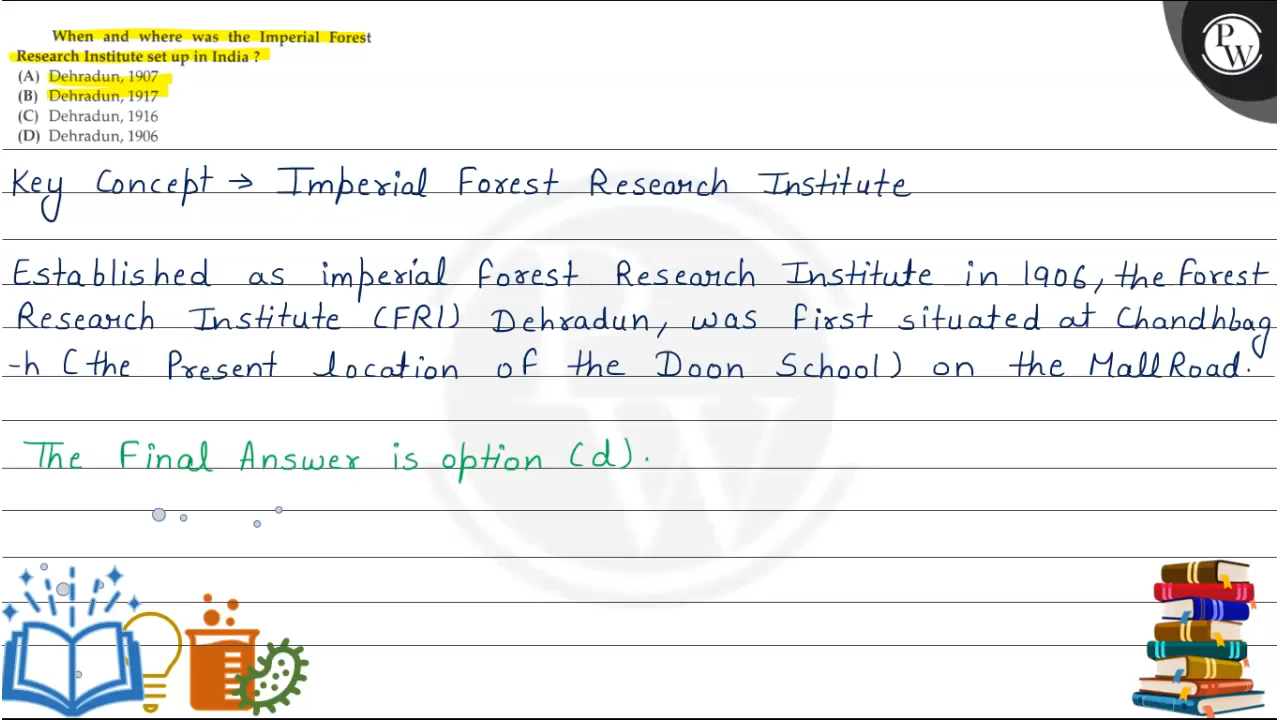 When and where was the Imperial Forest
Research Institute set up in India ?
(A) Dehradun, 1907
(B) Dehradun, 1917
(C) Dehradun, 1916
(D) Dehradun, 1906
PW
Key Concept → Imperial Forest Research Institute
Established as imperial forest Research Institute in 1906, the forest
Research Institute (FRI) Dehradun, was first situated at Chandhbag
-h (the Present location of the Doon School) on the Mall Road.
The Final Answer is option (d).